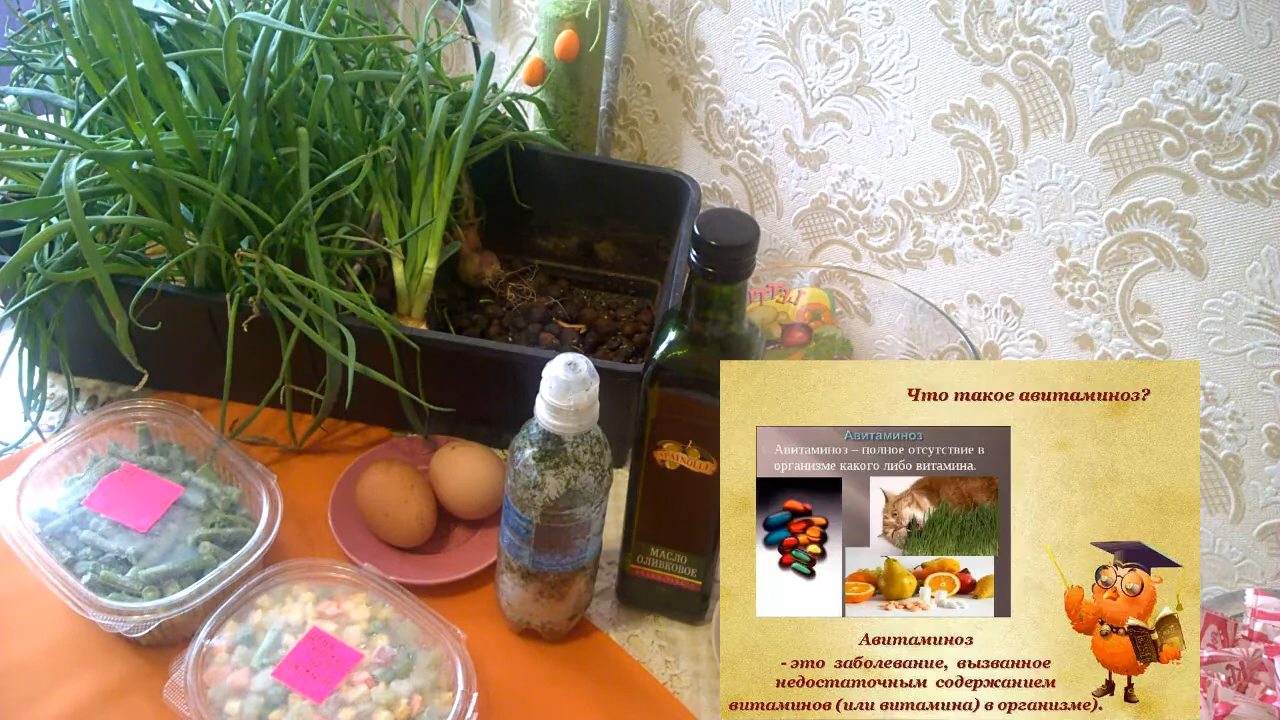 SPAINOLLI
МАСЛО
ОЛИВКОВОЕ
Что такое авитаминоз?
Авитаминоз
Авитаминоз – полное отсутствие в
организме какого либо витамина.
Авитаминоз
- это заболевание, вызванное
недостаточным содержанием
витаминов (или витамина) в организме).